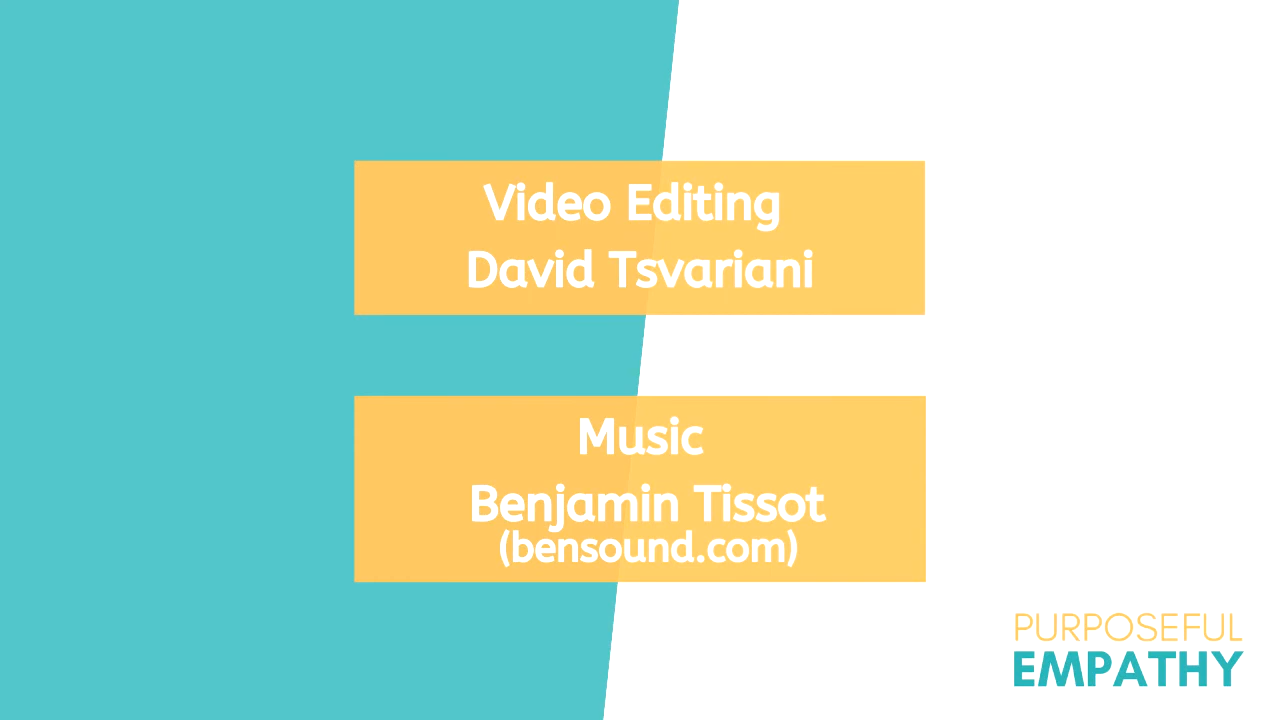 Video Editing
David Tsvariani
Music
Benjamin Tissot
(bensound.com)
PURPOSEFUL
EMPATHY